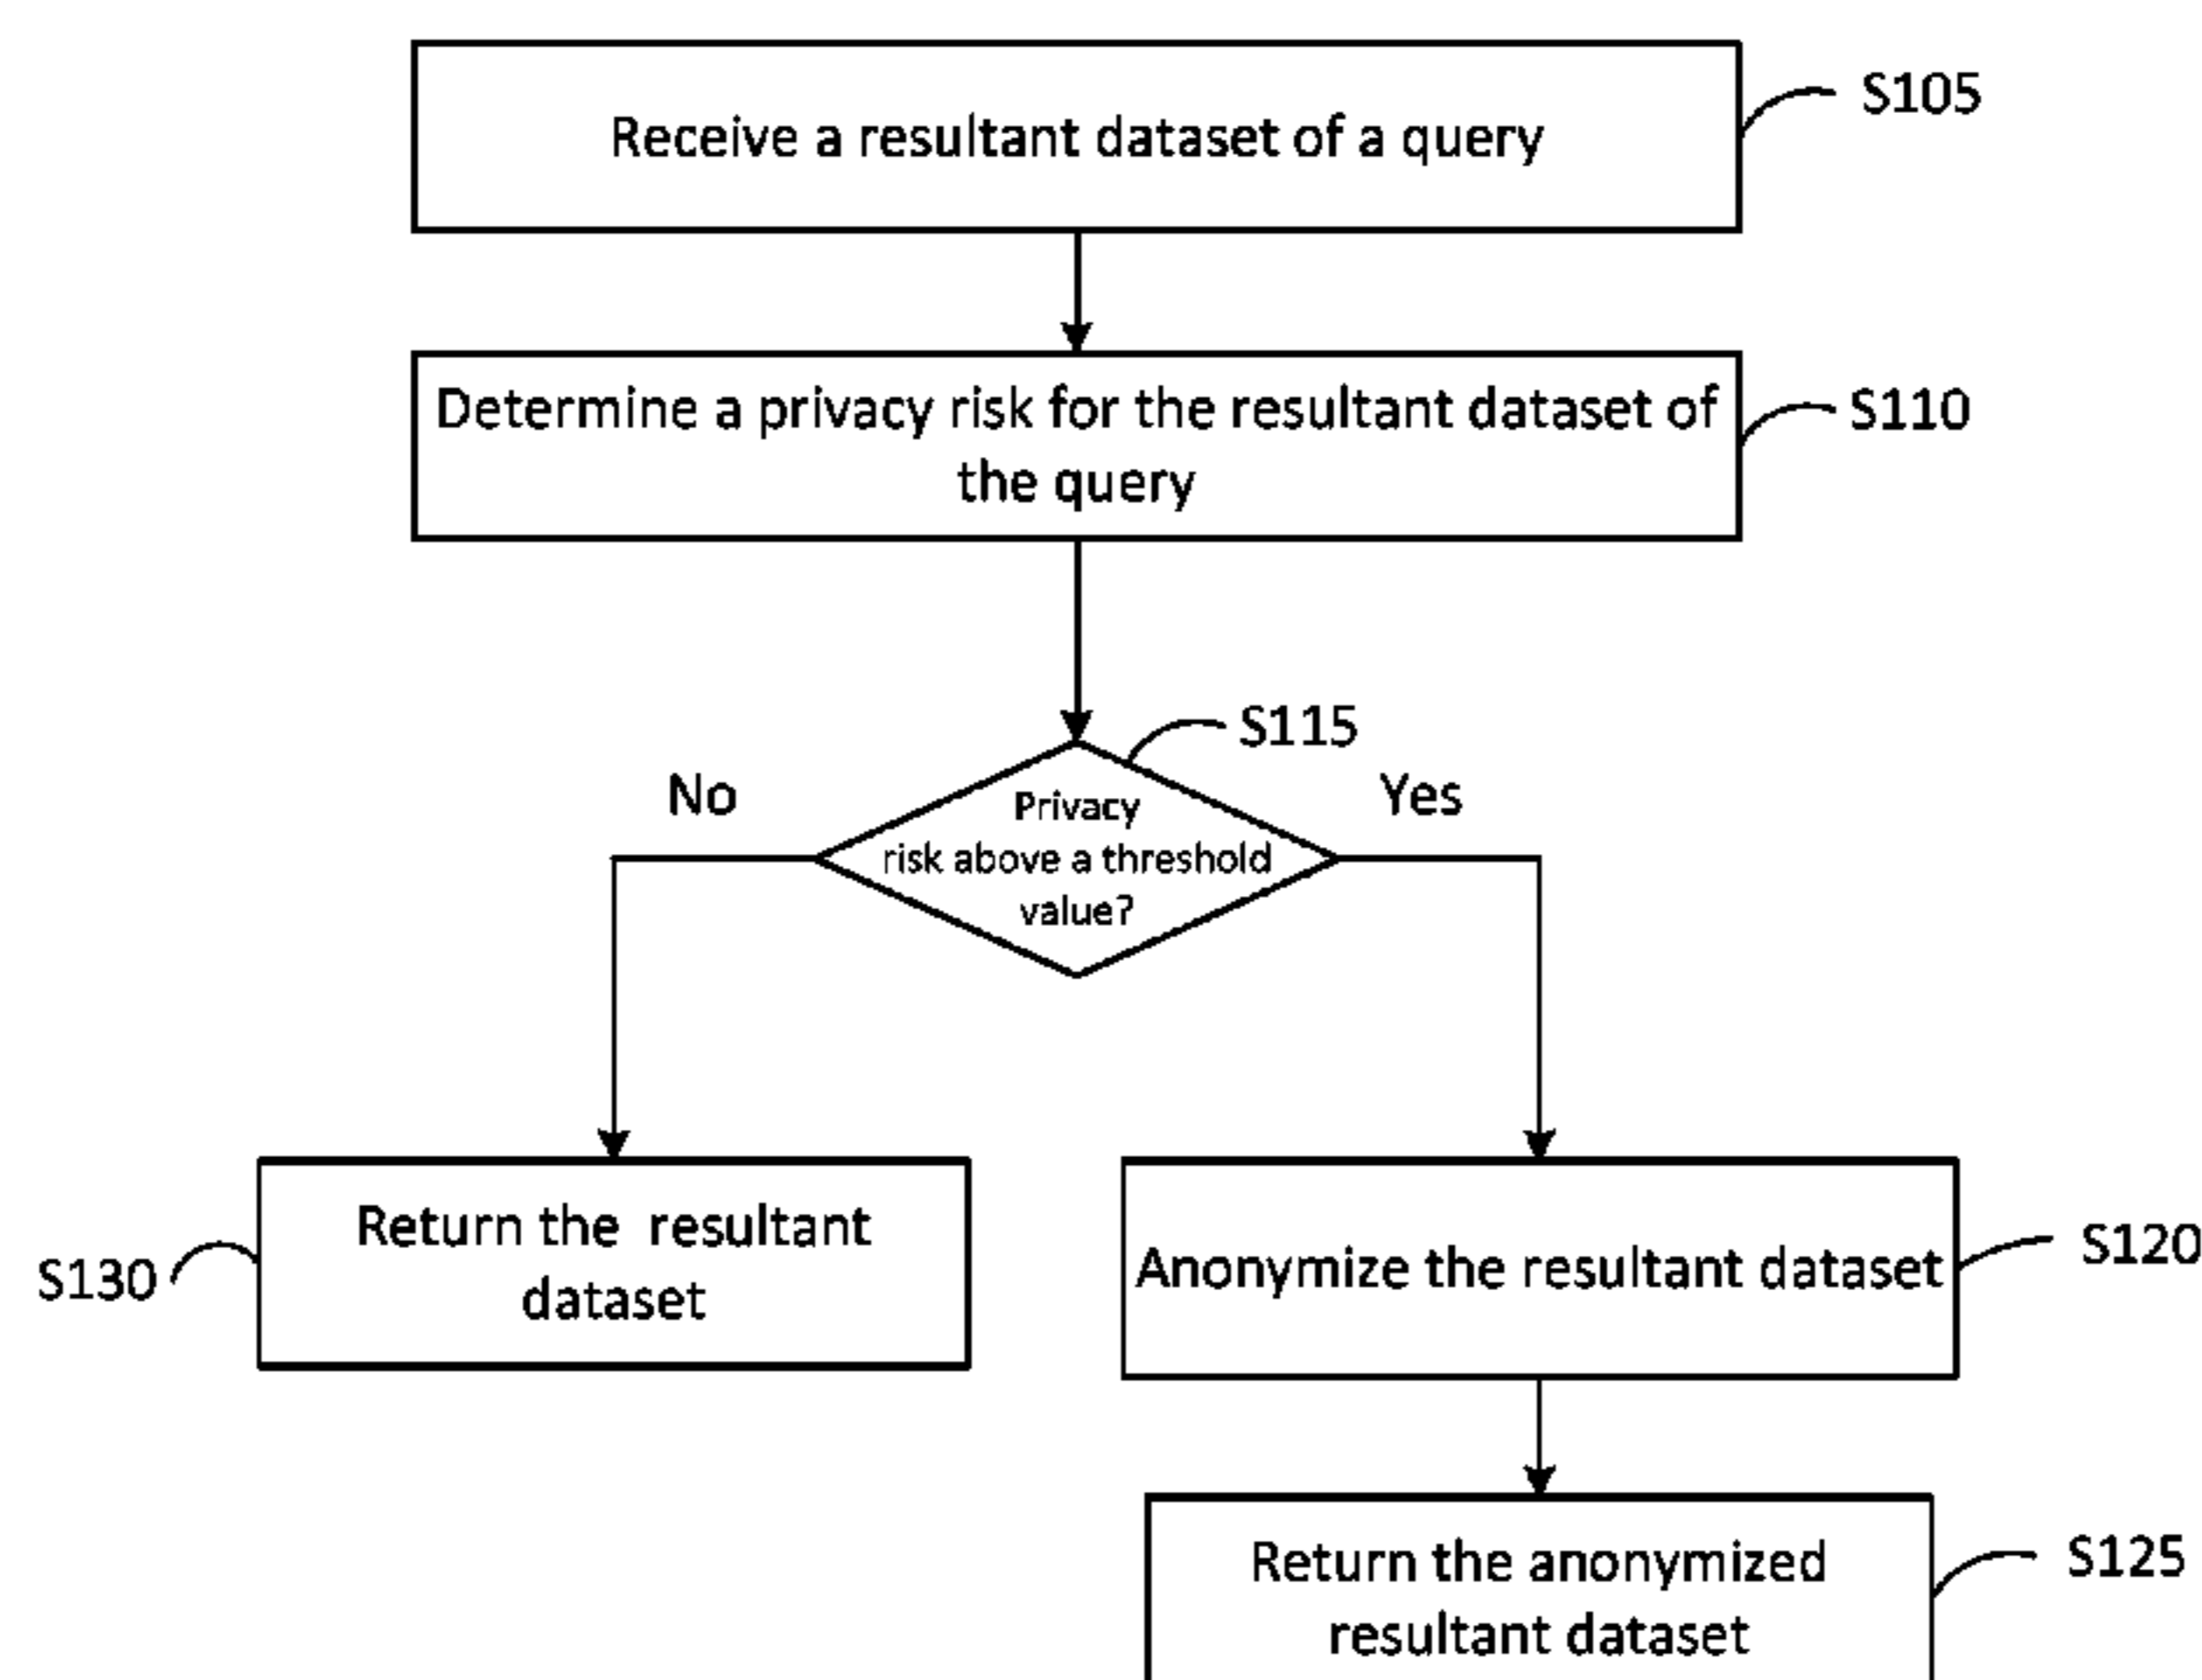 Receive a resultant dataset of a query
S105
Determine a privacy risk for the resultant dataset of
the query
S110
S115
No
Yes
Privacy
risk above a threshold
value?
Return the resultant
dataset
S130
Anonymize the resultant dataset
S120
Return the anonymized
resultant dataset
S125